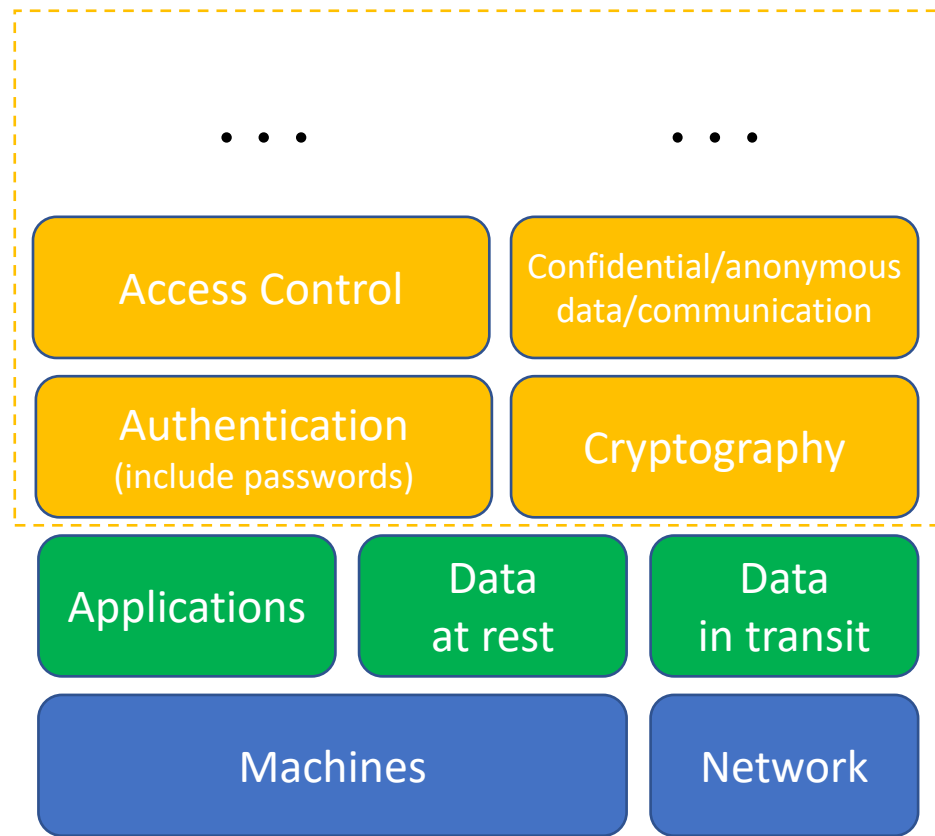 ... ...
Access Control
Confidential/anonymous
data/communication
Authentication
(include passwords)
Cryptography
Applications
Data
at rest
Data
in transit
Machines
Network